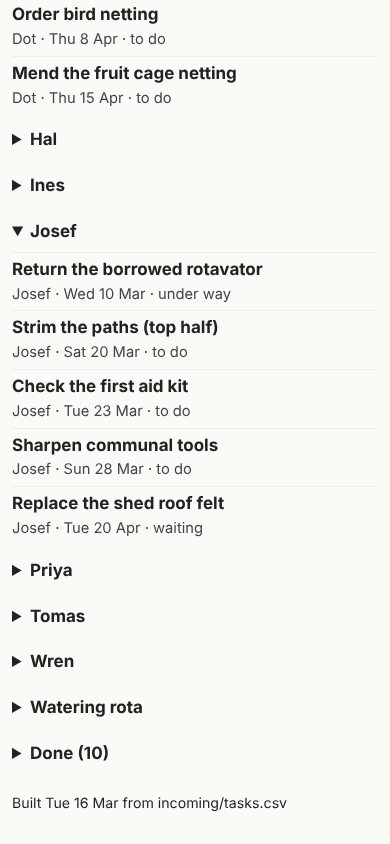 Order bird netting
Dot · Thu 8 Apr · to do
Mend the fruit cage netting
Dot · Thu 15 Apr · to do
Hal
Ines
Josef
Return the borrowed rotavator
Josef · Wed 10 Mar · under way
Strim the paths (top half)
Josef · Sat 20 Mar · to do
Check the first aid kit
Josef · Tue 23 Mar · to do
Sharpen communal tools
Josef · Sun 28 Mar · to do
Replace the shed roof felt
Josef · Tue 20 Apr · waiting
Priya
Tomas
Wren
Watering rota
Done (10)
Built Tue 16 Mar from incoming/tasks.csv